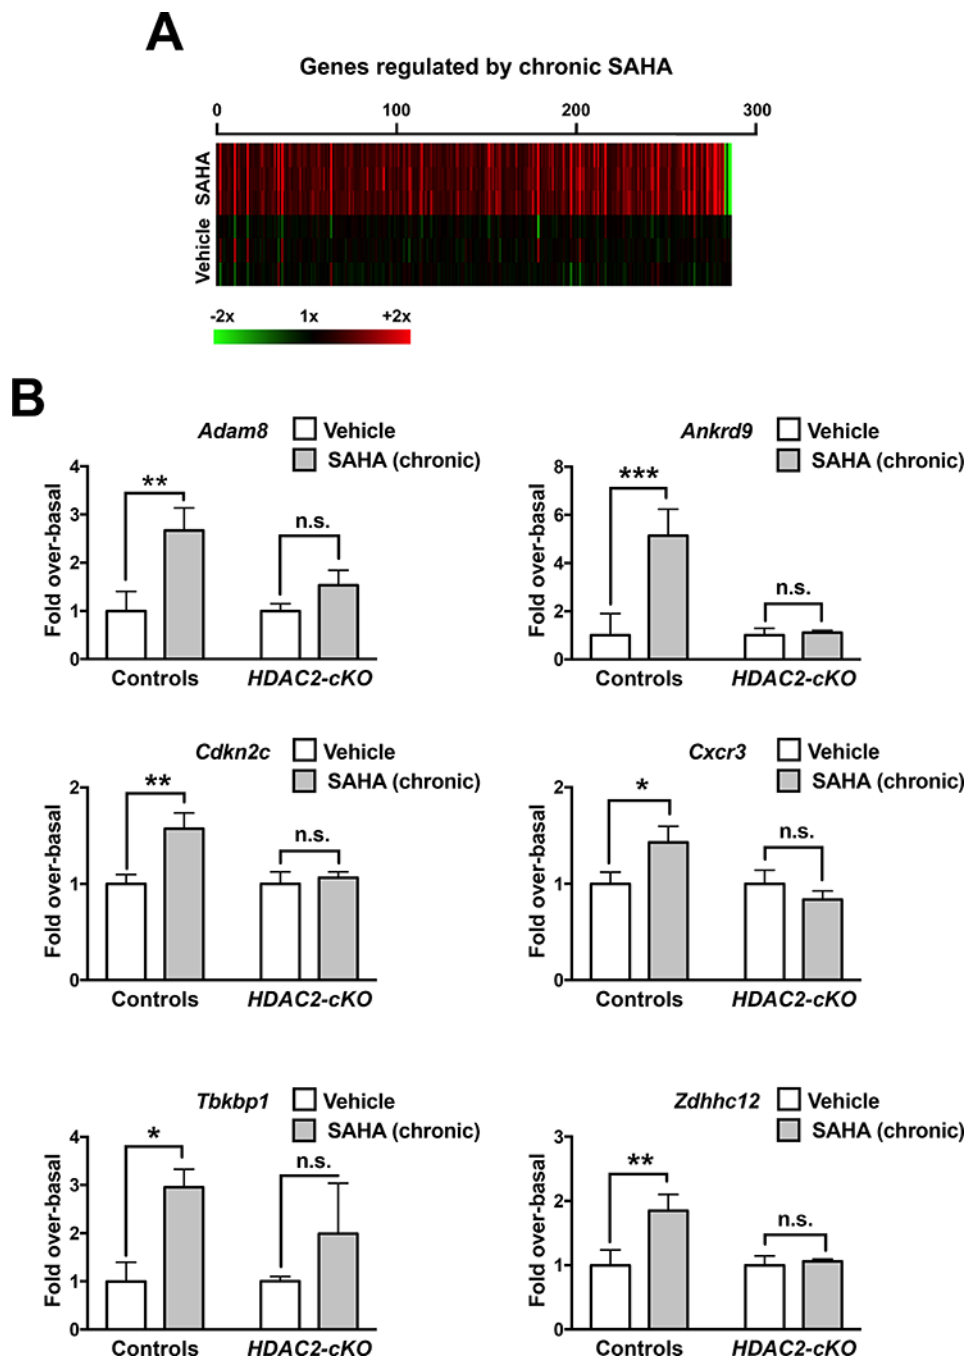 A
Genes regulated by chronic SAHA
0 100 200 300
SAHA
Vehicle
-2x 1x +2x
B
Adam8
Vehicle
SAHA (chronic)
Fold over-basal
4
3
2
1
0
**
n.s.
Controls HDAC2-cKO
Ankrd9
Vehicle
SAHA (chronic)
Fold over-basal
8
6
4
2
0
***
n.s.
Controls HDAC2-cKO
Cdkn2c
Vehicle
SAHA (chronic)
Fold over-basal
2
1
0
**
n.s.
Controls HDAC2-cKO
Cxcr3
Vehicle
SAHA (chronic)
Fold over-basal
2
1
0
*
n.s.
Controls HDAC2-cKO
Tbkbp1
Vehicle
SAHA (chronic)
Fold over-basal
4
3
2
1
0
*
n.s.
Controls HDAC2-cKO
Zdhhc12
Vehicle
SAHA (chronic)
Fold over-basal
3
2
1
0
**
n.s.
Controls HDAC2-cKO